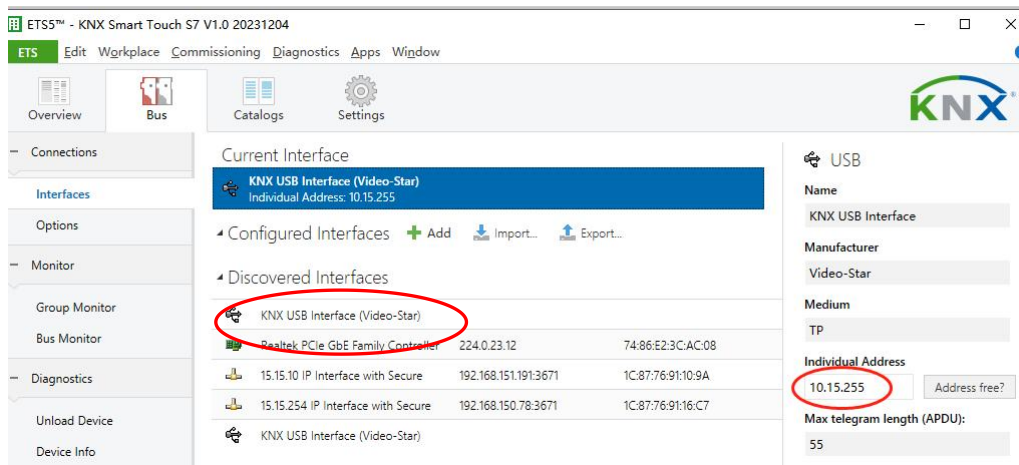 ETS5™ - KNX Smart Touch S7 V1.0 20231204
ETS Edit Workplace Commissioning Diagnostics Apps Window
Overview Bus Catalogs Settings
KNX®
Connections
Interfaces
Options
Monitor
Group Monitor
Bus Monitor
Diagnostics
Unload Device
Device Info
Current Interface
KNX USB Interface (Video-Star)
Individual Address: 10.15.255
Configured Interfaces Add Import... Export...
Discovered Interfaces
KNX USB Interface (Video-Star)
Realtek PCIe GbE Family Controller 224.0.23.12 74:86:E2:3C:AC:08
15.15.10 IP Interface with Secure 192.168.151.191:3671 1C:87:76:91:10:9A
15.15.254 IP Interface with Secure 192.168.150.78:3671 1C:87:76:91:16:C7
KNX USB Interface (Video-Star)
USB
Name
KNX USB Interface
Manufacturer
Video-Star
Medium
TP
Individual Address
10.15.255 Address free?
Max telegram length (APDU):
55